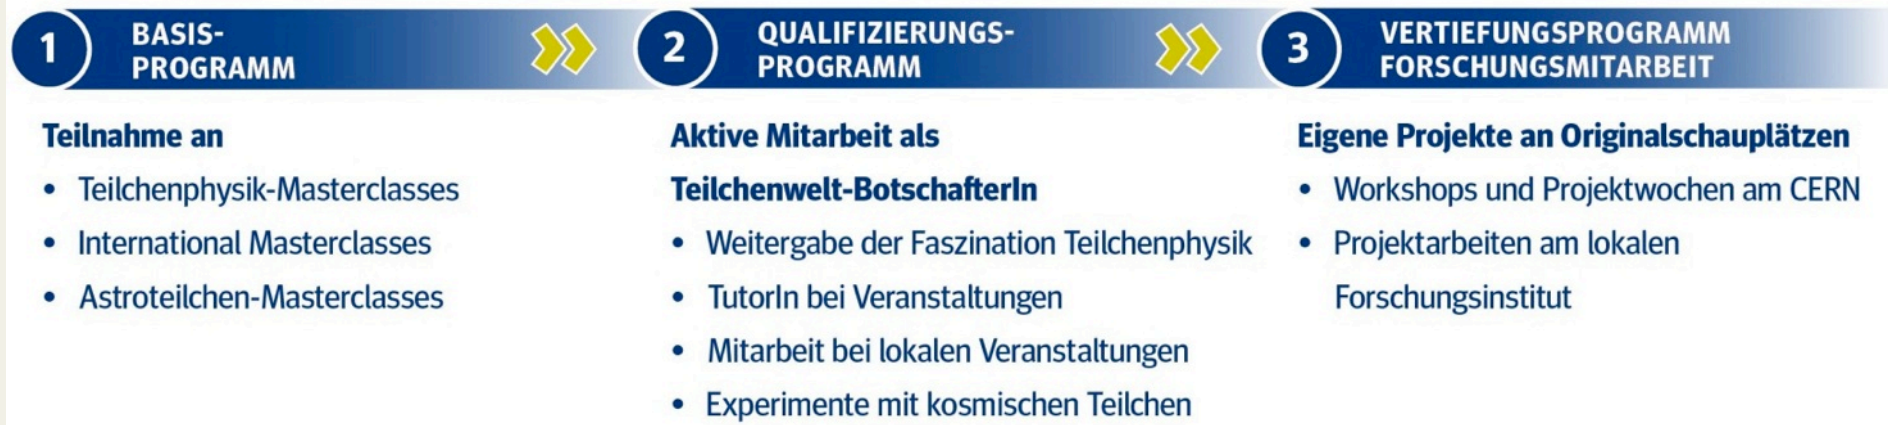 1
BASIS-
PROGRAMM
Teilnahme an
• Teilchenphysik-Masterclasses
• International Masterclasses
• Astroteilchen-Masterclasses
2
QUALIFIZIERUNGS-
PROGRAMM
Aktive Mitarbeit als
Teilchenwelt-BotschafterIn
• Weitergabe der Faszination Teilchenphysik
• TutorIn bei Veranstaltungen
• Mitarbeit bei lokalen Veranstaltungen
• Experimente mit kosmischen Teilchen
3
VERTIEFUNGSPROGRAMM
FORSCHUNGSMITARBEIT
Eigene Projekte an Originalschauplätzen
• Workshops und Projektwochen am CERN
• Projektarbeiten am lokalen
Forschungsinstitut